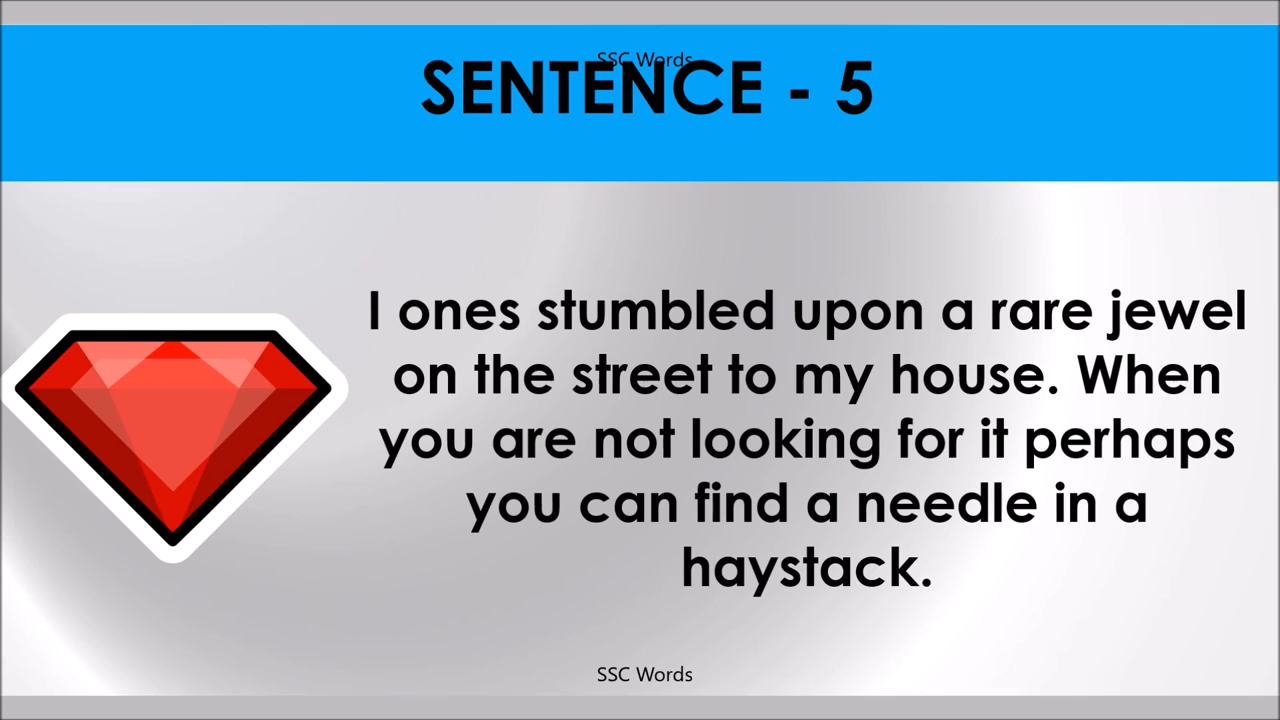 SSC Words
SENTENCE - 5
I ones stumbled upon a rare jewel
on the street to my house. When
you are not looking for it perhaps
you can find a needle in a
haystack.
SSC Words